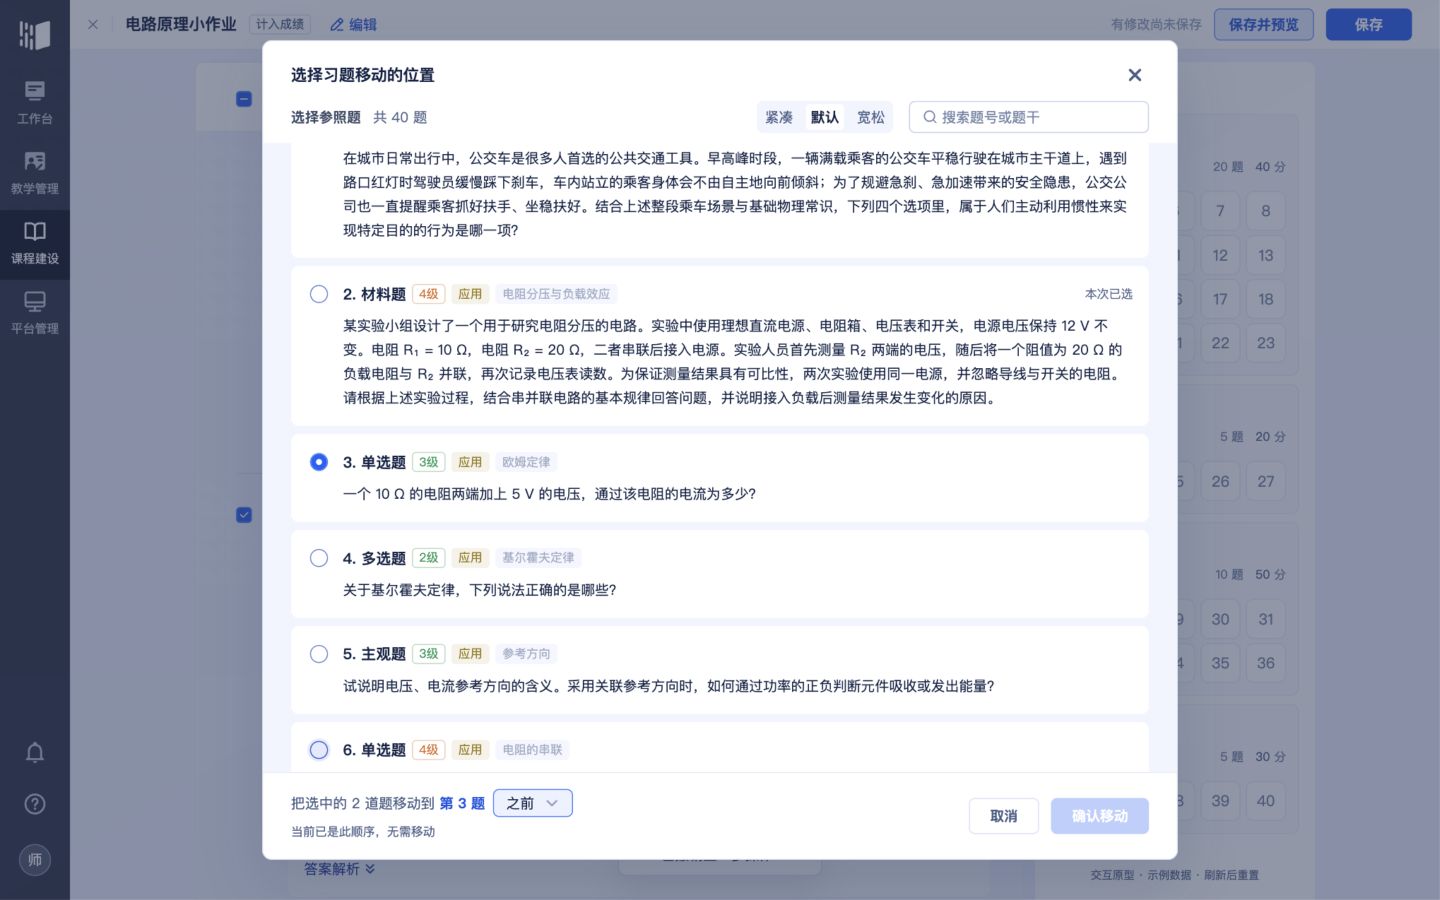 电路原理小作业 计入成绩 编辑
有修改尚未保存 保存并预览 保存
工作台
教学管理
课程建设
平台管理
师
选择习题移动的位置
选择参照题 共 40 题
紧凑 默认 宽松
搜索题号或题干
在城市日常出行中，公交车是很多人首选的公共交通工具。早高峰时段，一辆满载乘客的公交车平稳行驶在城市主干道上，遇到
路口红灯时驾驶员缓慢踩下刹车，车内站立的乘客身体会不由自主地向前倾斜；为了规避急刹、急加速带来的安全隐患，公交公
司也一直提醒乘客抓好扶手、坐稳扶好。结合上述整段乘车场景与基础物理常识，下列四个选项里，属于人们主动利用惯性来实
现特定目的的行为是哪一项？
2. 材料题 4级 应用 电阻分压与负载效应 本次已选
某实验小组设计了一个用于研究电阻分压的电路。实验中使用理想直流电源、电阻箱、电压表和开关，电源电压保持 12 V 不
变。电阻 R₁ = 10 Ω，电阻 R₂ = 20 Ω，二者串联后接入电源。实验人员首先测量 R₂ 两端的电压，随后将一个阻值为 20 Ω 的
负载电阻与 R₂ 并联，再次记录电压表读数。为保证测量结果具有可比性，两次实验使用同一电源，并忽略导线与开关的电阻。
请根据上述实验过程，结合串并联电路的基本规律回答问题，并说明接入负载后测量结果发生变化的原因。
3. 单选题 3级 应用 欧姆定律
一个 10 Ω 的电阻两端加上 5 V 的电压，通过该电阻的电流为多少？
4. 多选题 2级 应用 基尔霍夫定律
关于基尔霍夫定律，下列说法正确的是哪些？
5. 主观题 3级 应用 参考方向
试说明电压、电流参考方向的含义。采用关联参考方向时，如何通过功率的正负判断元件吸收或发出能量？
6. 单选题 4级 应用 电阻的串联
把选中的 2 道题移动到 第 3 题 之前
当前已是此顺序，无需移动
取消 确认移动
答案解析
20 题 40 分
7 8
12 13
17 18
22 23
5 题 20 分
26 27
10 题 50 分
30 31
35 36
5 题 30 分
39 40
交互原型 · 示例数据 · 刷新后重置